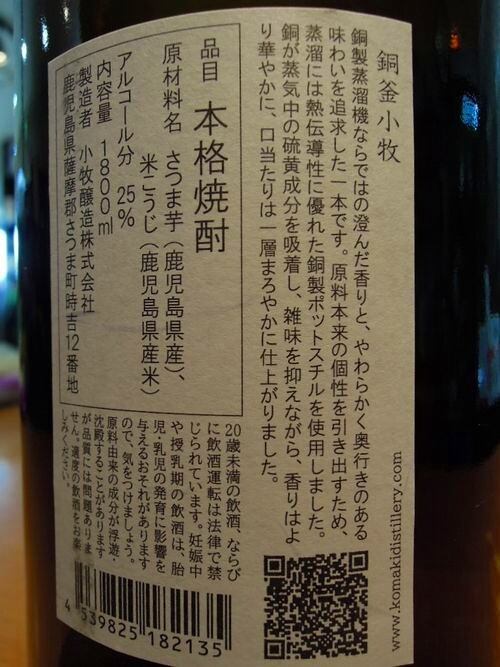 銅釜小牧
銅製蒸溜機ならではの澄んだ香りと、やわらかく奥行きのある
味わいを追求した一本です。原料本来の個性を引き出すため、
蒸溜には熱伝導性に優れた銅製ポットスチルを使用しました。
銅が蒸気中の硫黄成分を吸着し、雑味を抑えながら、香りはよ
り華やかに、口当たりは一層まろやかに仕上がりました。
品目 本格焼酎
原材料名 さつま芋(鹿児島県産)、
米こうじ(鹿児島県産米)
アルコール分 25%
内容量 1800ml
製造者 小牧醸造株式会社
鹿児島県薩摩郡さつま町時吉12番地
20歳未満の飲酒、ならび
に飲酒運転は法律で禁
じられています。妊娠中
や授乳期の飲酒は、胎
児・乳児の発育に影響を
与えるおそれがあります
ので、気をつけましょう。
原料由来の成分が浮遊・
沈殿することがあります
が品質には問題ありま
せん。適度の飲酒をお楽
しみください。
www.komakidistillery.com
4 539825 182135